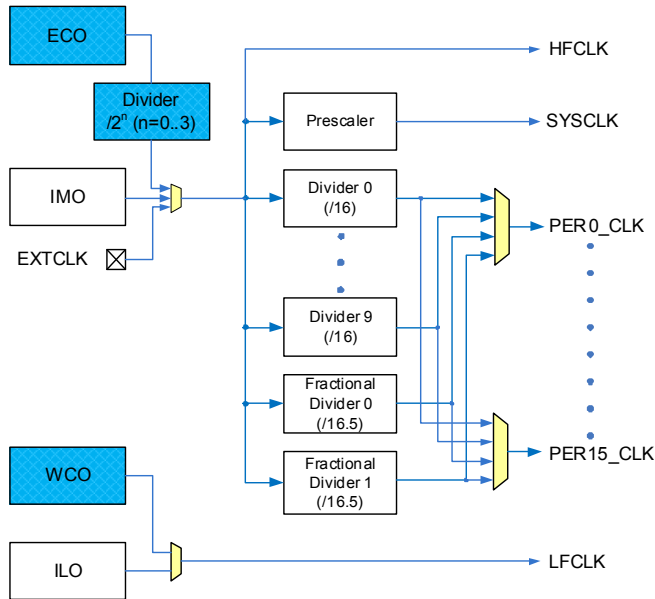 ECO
HFCLK
Divider
/2ⁿ (n=0..3)
Prescaler
SYSCLK
IMO
Divider 0
(/16)
EXTCLK
PER0_CLK
Divider 9
(/16)
Fractional
Divider 0
(/16.5)
WCO
Fractional
Divider 1
(/16.5)
PER15_CLK
ILO
LFCLK